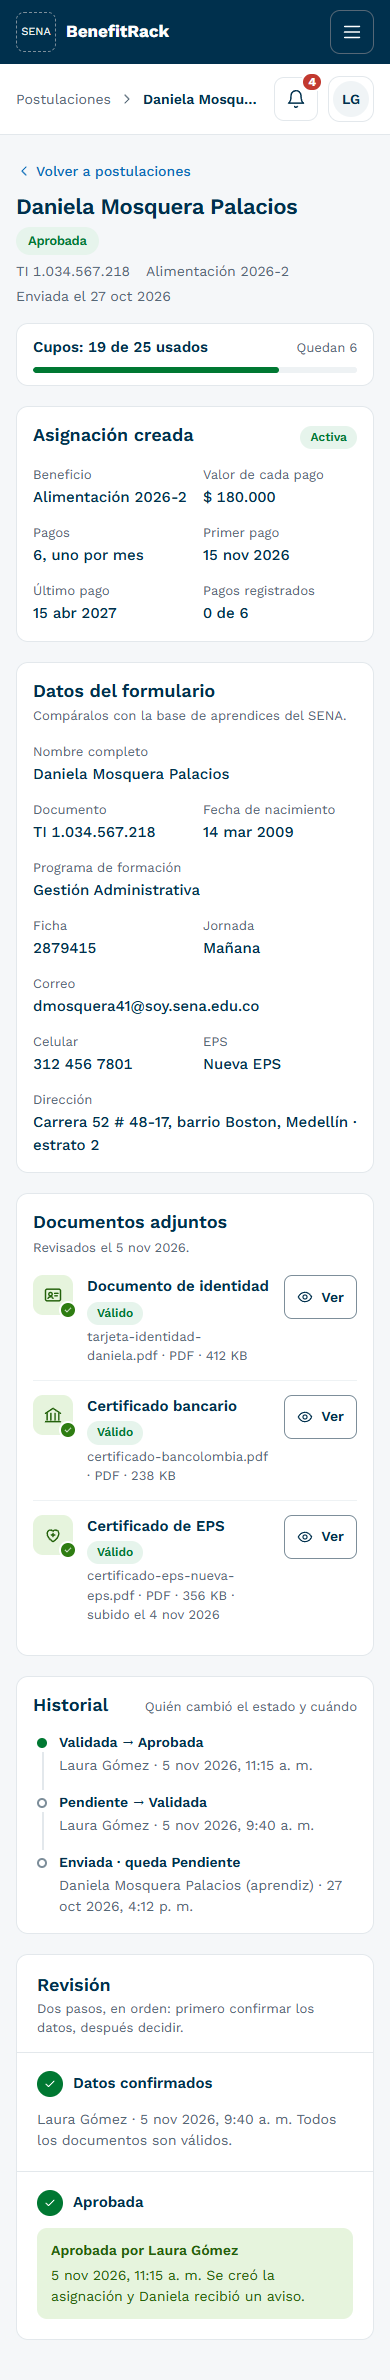 SENA BenefitRack
Postulaciones > Daniela Mosqu... 4 LG
Volver a postulaciones
Daniela Mosquera Palacios
Aprobada
TI 1.034.567.218 Alimentación 2026-2
Enviada el 27 oct 2026
Cupos: 19 de 25 usados Quedan 6
Asignación creada Activa
Beneficio Valor de cada pago
Alimentación 2026-2 $ 180.000
Pagos Primer pago
6, uno por mes 15 nov 2026
Último pago Pagos registrados
15 abr 2027 0 de 6
Datos del formulario
Compáralos con la base de aprendices del SENA.
Nombre completo
Daniela Mosquera Palacios
Documento Fecha de nacimiento
TI 1.034.567.218 14 mar 2009
Programa de formación
Gestión Administrativa
Ficha Jornada
2879415 Mañana
Correo
dmosquera41@soy.sena.edu.co
Celular EPS
312 456 7801 Nueva EPS
Dirección
Carrera 52 # 48-17, barrio Boston, Medellín ·
estrato 2
Documentos adjuntos
Revisados el 5 nov 2026.
Documento de identidad Ver
Válido
tarjeta-identidad-
daniela.pdf · PDF · 412 KB
Certificado bancario Ver
Válido
certificado-bancolombia.pdf
· PDF · 238 KB
Certificado de EPS Ver
Válido
certificado-eps-nueva-
eps.pdf · PDF · 356 KB ·
subido el 4 nov 2026
Historial Quién cambió el estado y cuándo
Validada → Aprobada
Laura Gómez · 5 nov 2026, 11:15 a. m.
Pendiente → Validada
Laura Gómez · 5 nov 2026, 9:40 a. m.
Enviada · queda Pendiente
Daniela Mosquera Palacios (aprendiz) · 27
oct 2026, 4:12 p. m.
Revisión
Dos pasos, en orden: primero confirmar los
datos, después decidir.
Datos confirmados
Laura Gómez · 5 nov 2026, 9:40 a. m. Todos
los documentos son válidos.
Aprobada
Aprobada por Laura Gómez
5 nov 2026, 11:15 a. m. Se creó la
asignación y Daniela recibió un aviso.